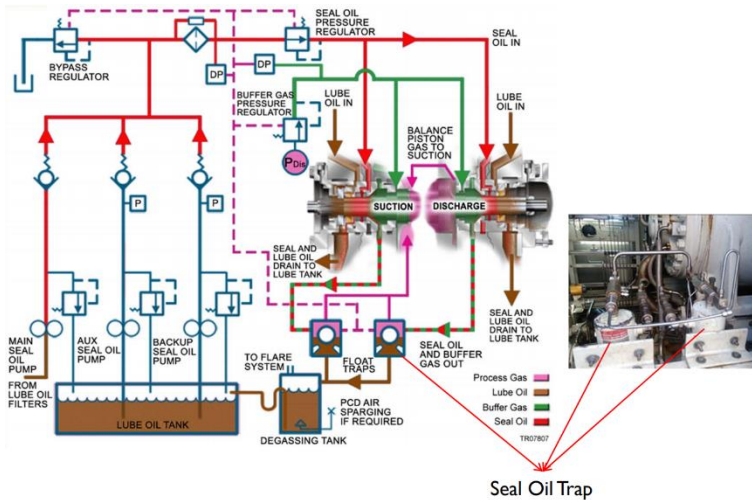 SEAL OIL
PRESSURE
REGULATOR
SEAL
OIL IN
BYPASS
REGULATOR
DP
DP
BUFFER GAS
PRESSURE
REGULATOR
LUBE
OIL IN
LUBE
OIL IN
BALANCE
PISTON
GAS TO
SUCTION
PDis
P
P
SUCTION
DISCHARGE
SEAL AND
LUBE OIL
DRAIN TO
LUBE TANK
SEAL AND
LUBE OIL
DRAIN TO
LUBE TANK
MAIN
SEAL
OIL
PUMP
AUX
SEAL OIL
PUMP
BACKUP
SEAL OIL
PUMP
FROM
LUBE OIL
FILTERS
TO FLARE
SYSTEM
FLOAT
TRAPS
SEAL OIL
AND BUFFER
GAS OUT
PCD AIR
SPARGING
IF REQUIRED
LUBE OIL TANK
DEGASSING TANK
Process Gas
Lube Oil
Buffer Gas
Seal Oil
TR07807
Seal Oil Trap